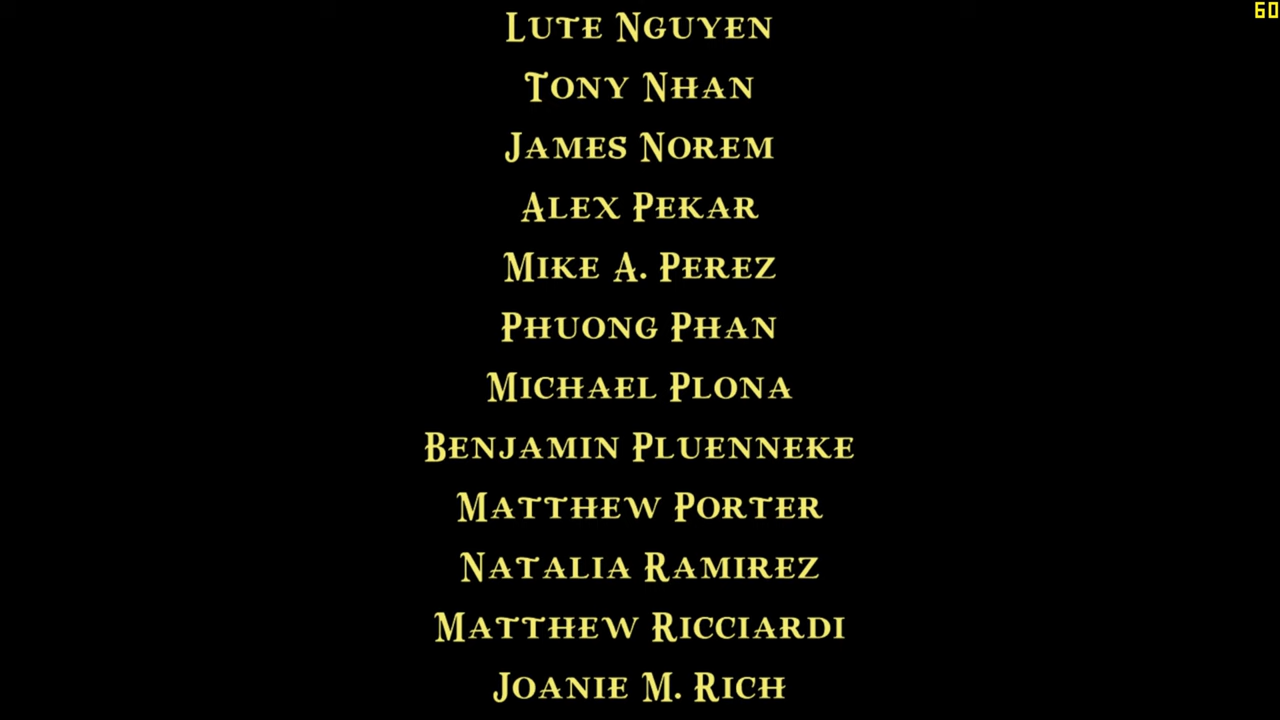 60
Lute Nguyen
Tony Nhan
James Norem
Alex Pekar
Mike A. Perez
Phuong Phan
Michael Plona
Benjamin Pluenneke
Matthew Porter
Natalia Ramirez
Matthew Ricciardi
Joanie M. Rich